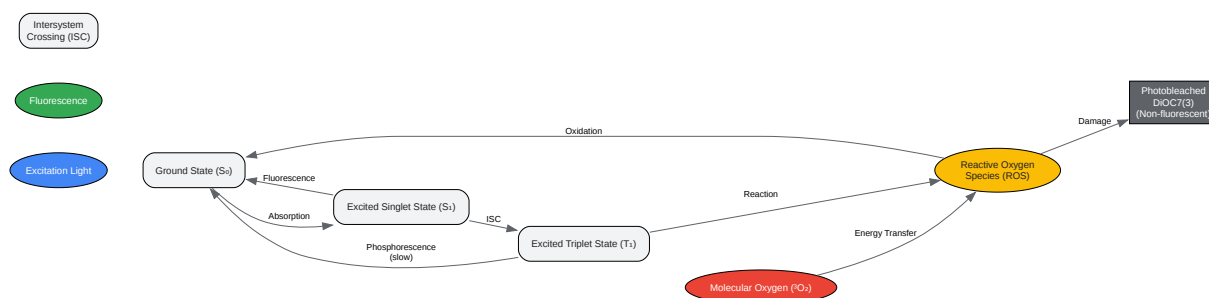 Intersystem
Crossing (ISC)
Fluorescence
Excitation Light
Ground State (S₀)
Fluorescence
Absorption
Excited Singlet State (S₁)
ISC
Phosphorescence
(slow)
Excited Triplet State (T₁)
Oxidation
Reaction
Energy Transfer
Molecular Oxygen (³O₂)
Reactive Oxygen
Species (ROS)
Damage
Photobleached
DiOC7(3)
(Non-fluorescent)